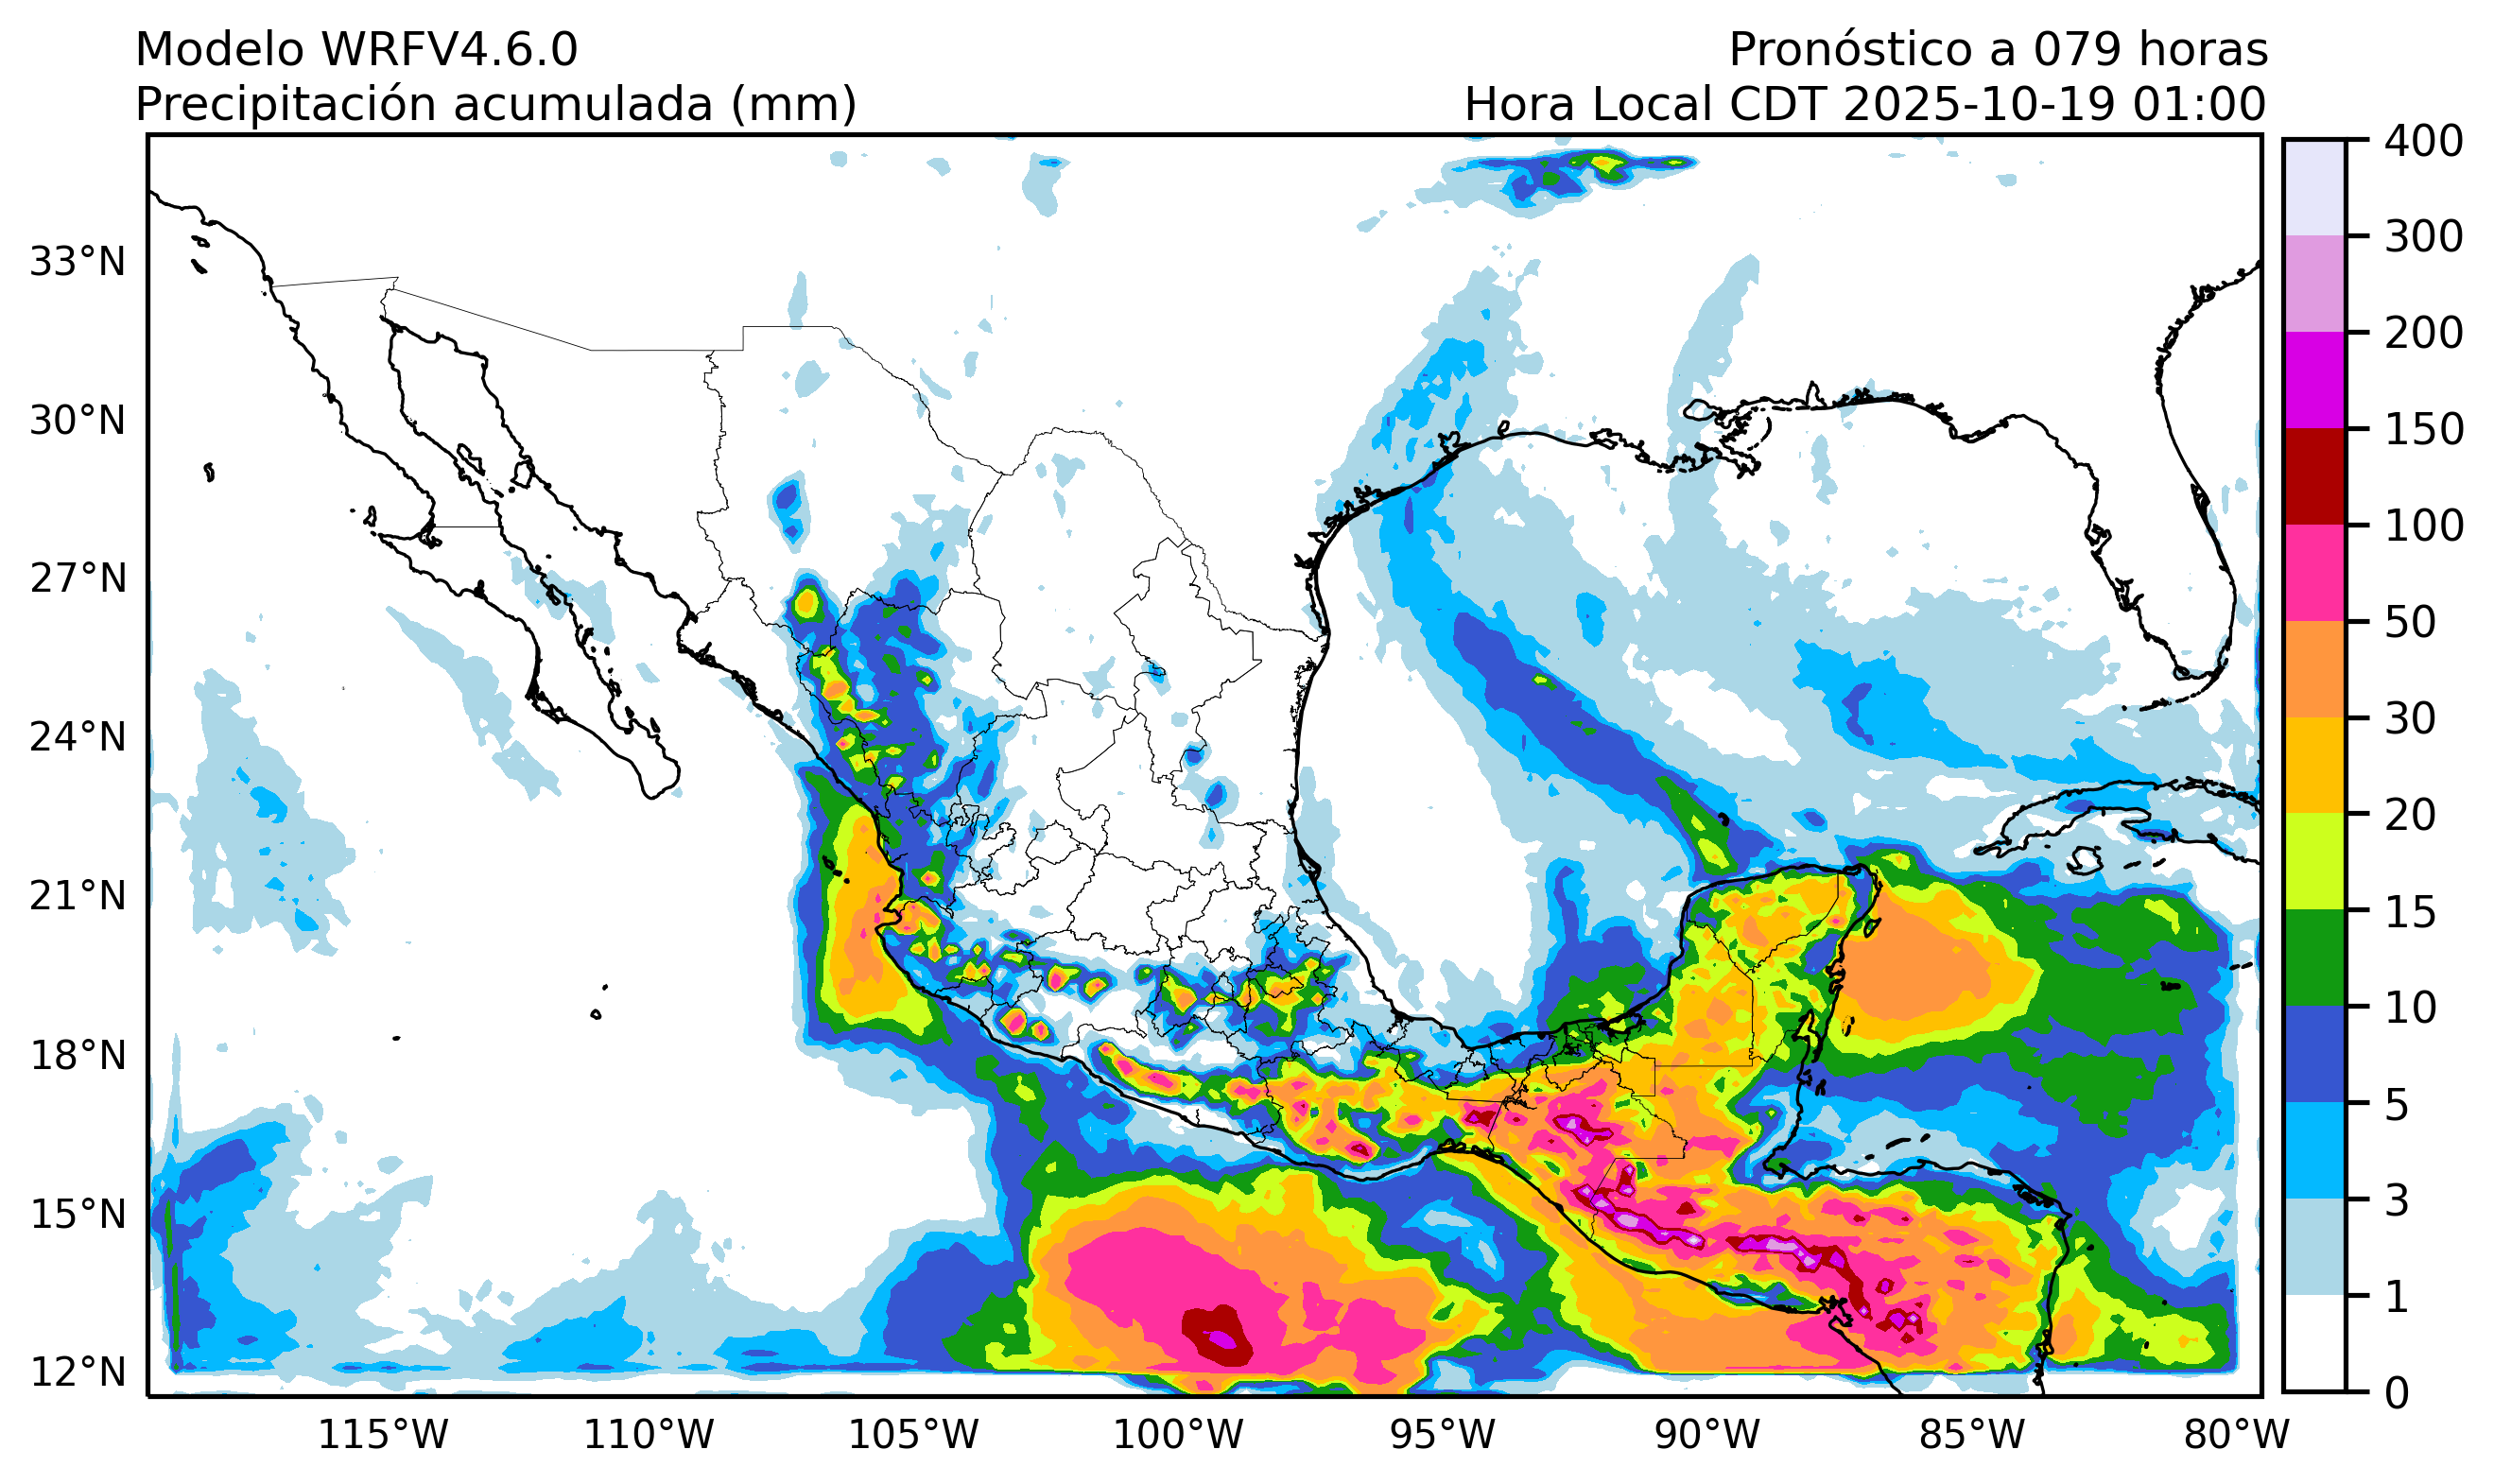 Modelo WRFV4.6.0
Pronóstico a 079 horas
Precipitación acumulada (mm)
Hora Local CDT 2025-10-19 01:00
33°N
30°N
27°N
24°N
21°N
18°N
15°N
12°N
115°W
110°W
105°W
100°W
95°W
90°W
85°W
80°W
400
300
200
150
100
50
30
20
15
10
5
3
1
0